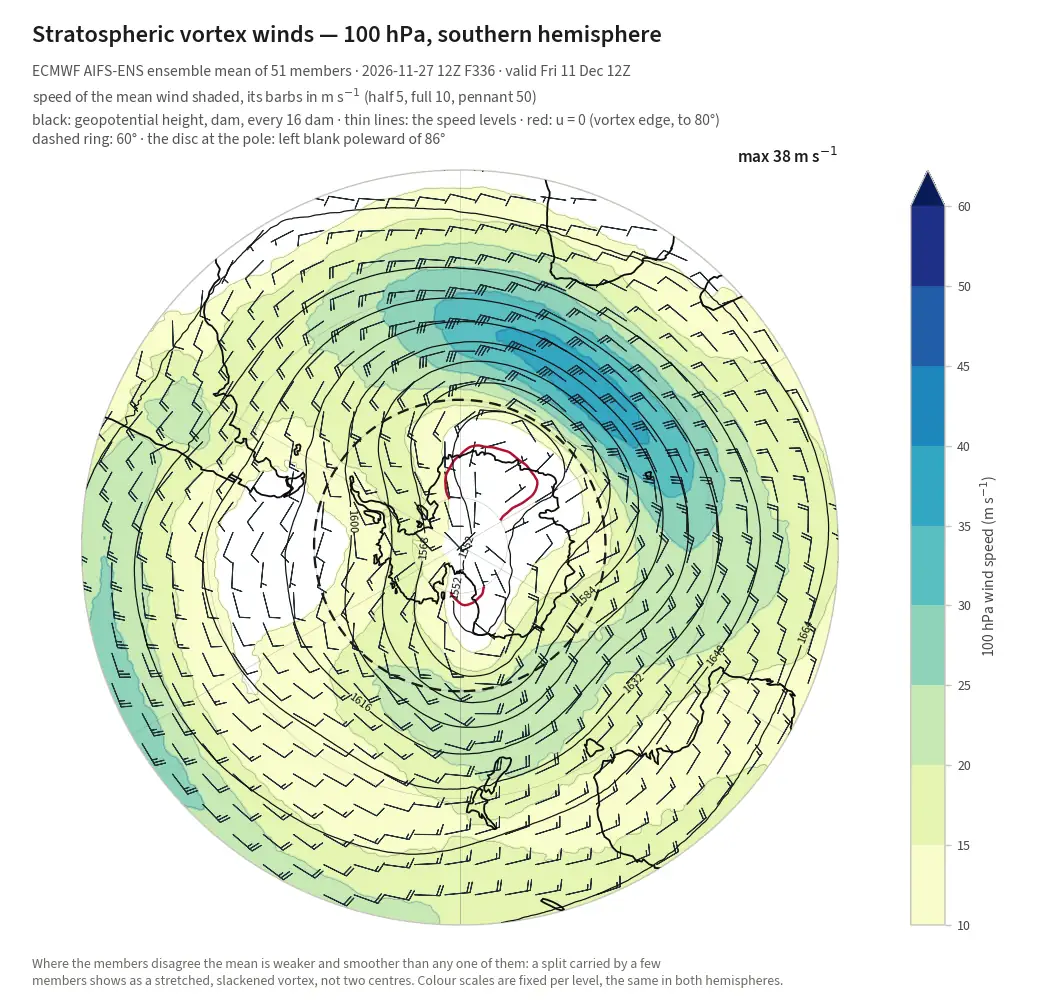 Stratospheric vortex winds — 100 hPa, southern hemisphere
ECMWF AIFS-ENS ensemble mean of 51 members · 2026-11-27 12Z F336 · valid Fri 11 Dec 12Z
speed of the mean wind shaded, its barbs in m s⁻¹ (half 5, full 10, pennant 50)
black: geopotential height, dam, every 16 dam · thin lines: the speed levels · red: u = 0 (vortex edge, to 80°)
dashed ring: 60° · the disc at the pole: left blank poleward of 86°
max 38 m s⁻¹
60
50
45
40
35
30
25
20
15
10
100 hPa wind speed (m s⁻¹)
1600
1568
1552
1552
1584
1664
1648
1632
1616
Where the members disagree the mean is weaker and smoother than any one of them: a split carried by a few
members shows as a stretched, slackened vortex, not two centres. Colour scales are fixed per level, the same in both hemispheres.